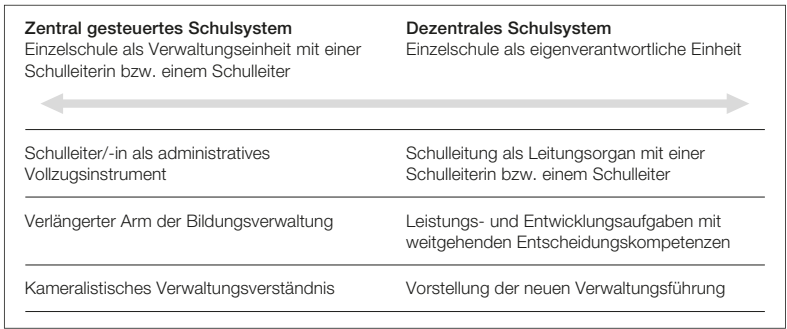 Zentral gesteuertes Schulsystem
Einzelschule als Verwaltungseinheit mit einer
Schulleiterin bzw. einem Schulleiter
Dezentrales Schulsystem
Einzelschule als eigenverantwortliche Einheit
Schulleiter/-in als administratives
Vollzugsinstrument
Schulleitung als Leitungsorgan mit einer
Schulleiterin bzw. einem Schulleiter
Verlängerter Arm der Bildungsverwaltung
Leistungs- und Entwicklungsaufgaben mit
weitgehenden Entscheidungskompetenzen
Kameralistisches Verwaltungsverständnis
Vorstellung der neuen Verwaltungsführung